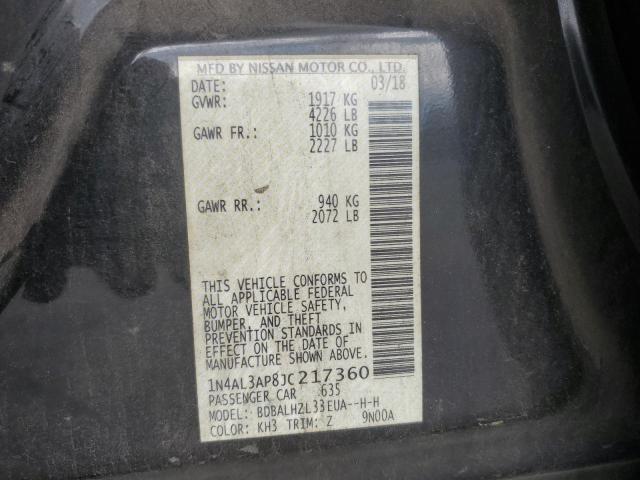 MFD BY NISSAN MOTOR CO., LTD.
DATE: 03/18
GVWR: 1917 KG
4226 LB
GAWR FR.: 1010 KG
2227 LB
GAWR RR.: 940 KG
2072 LB
THIS VEHICLE CONFORMS TO
ALL APPLICABLE FEDERAL
MOTOR VEHICLE SAFETY,
BUMPER, AND THEFT
PREVENTION STANDARDS IN
EFFECT ON THE DATE OF
MANUFACTURE SHOWN ABOVE.
1N4AL3AP8JC217360
PASSENGER CAR 635
MODEL: BDBALHZL33EUA--H-H
COLOR: KH3 TRIM: Z 9N00A